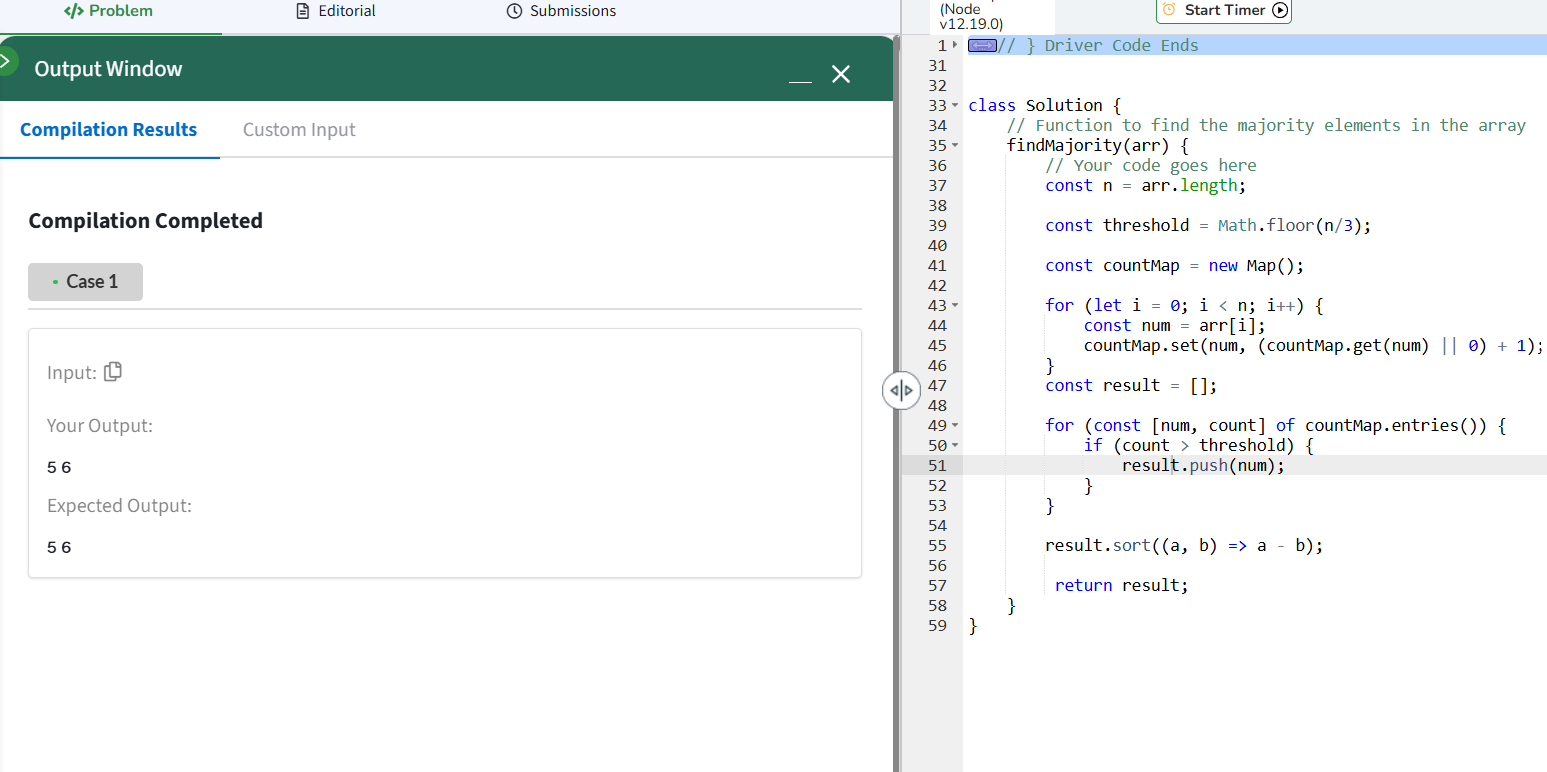 </> Problem
Editorial
Submissions
Output Window
Compilation Results
Custom Input
Compilation Completed
Case 1
Input:
Your Output:
5 6
Expected Output:
5 6
(Node
v12.19.0)
Start Timer
1 // } Driver Code Ends
31
32
33 class Solution {
34     // Function to find the majority elements in the array
35     findMajority(arr) {
36         // Your code goes here
37         const n = arr.length;
38
39         const threshold = Math.floor(n/3);
40
41         const countMap = new Map();
42
43         for (let i = 0; i < n; i++) {
44             const num = arr[i];
45             countMap.set(num, (countMap.get(num) || 0) + 1);
46         }
47         const result = [];
48
49         for (const [num, count] of countMap.entries()) {
50             if (count > threshold) {
51                 result.push(num);
52             }
53         }
54
55         result.sort((a, b) => a - b);
56
57          return result;
58     }
59 }